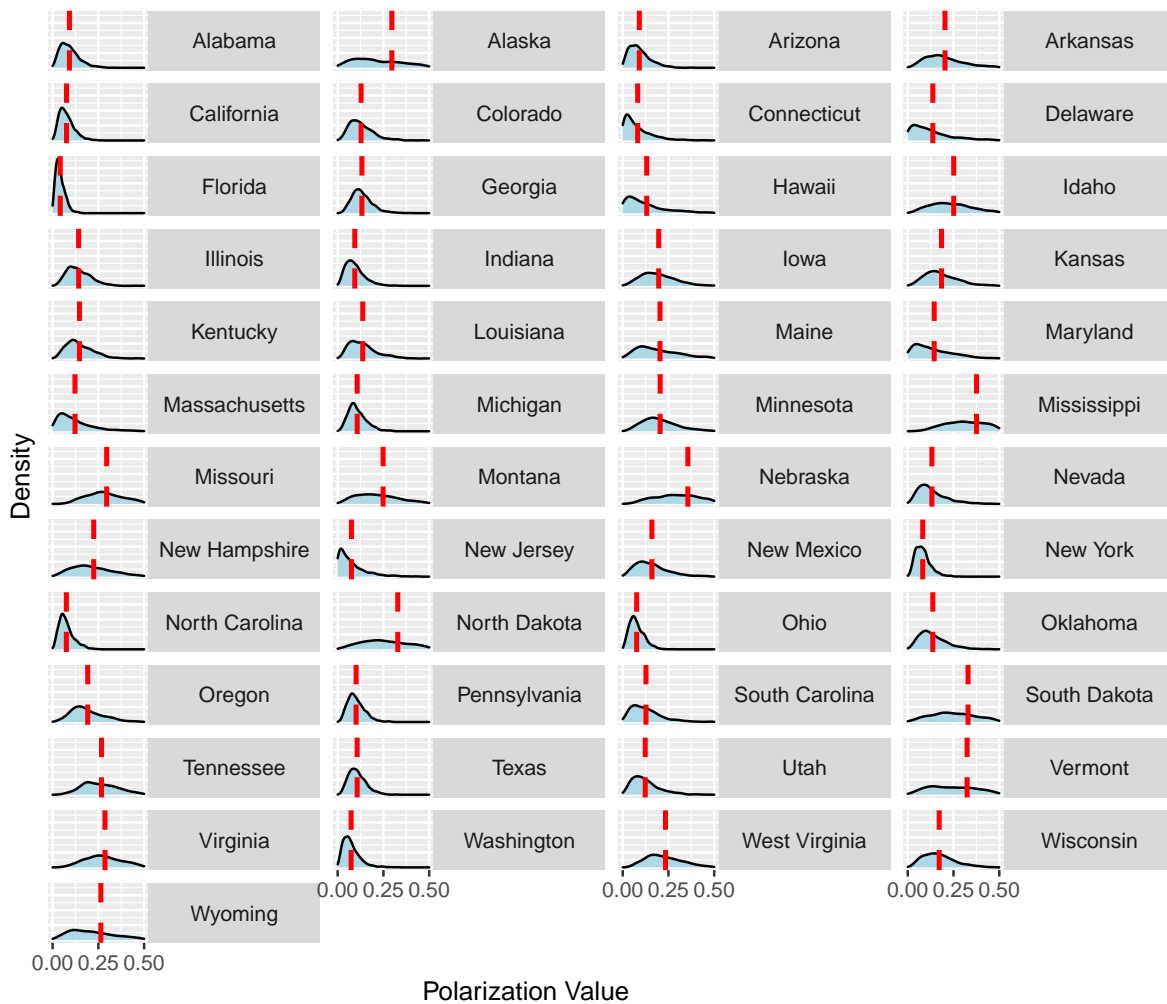 Alabama
Alaska
Arizona
Arkansas
California
Colorado
Connecticut
Delaware
Florida
Georgia
Hawaii
Idaho
Illinois
Indiana
Iowa
Kansas
Kentucky
Louisiana
Maine
Maryland
Massachusetts
Michigan
Minnesota
Mississippi
Density
Missouri
Montana
Nebraska
Nevada
New Hampshire
New Jersey
New Mexico
New York
North Carolina
North Dakota
Ohio
Oklahoma
Oregon
Pennsylvania
South Carolina
South Dakota
Tennessee
Texas
Utah
Vermont
Virginia
Washington
West Virginia
Wisconsin
0.00 0.25 0.50
0.00 0.25 0.50
0.00 0.25 0.50
Wyoming
0.00 0.25 0.50
Polarization Value